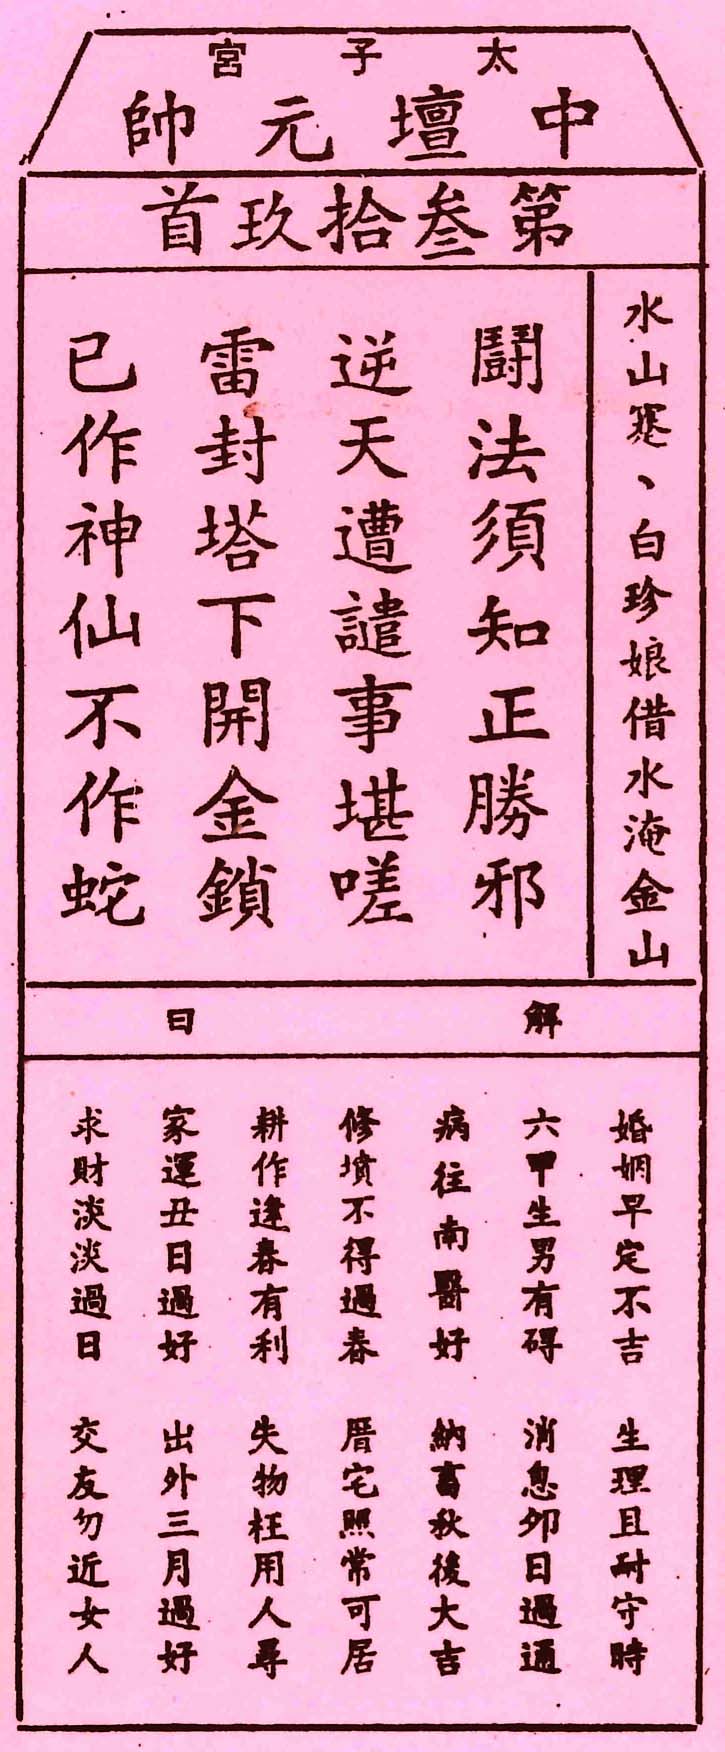 太子宮
中壇元帥
第叁拾玖首
水山蹇、白珍娘借水淹金山
鬪法須知正勝邪
逆天遭譴事堪嗟
雷封塔下開金鎖
已作神仙不作蛇
解曰
婚姻早定不吉　生理且耐守時
六甲生男有碍　消息卯日過通
病往南醫好　納畜秋後大吉
修墳不得過春　厝宅照常可居
耕作逢春有利　失物枉用人尋
家運丑日過好　出外三月過好
求財淡淡過日　交友勿近女人